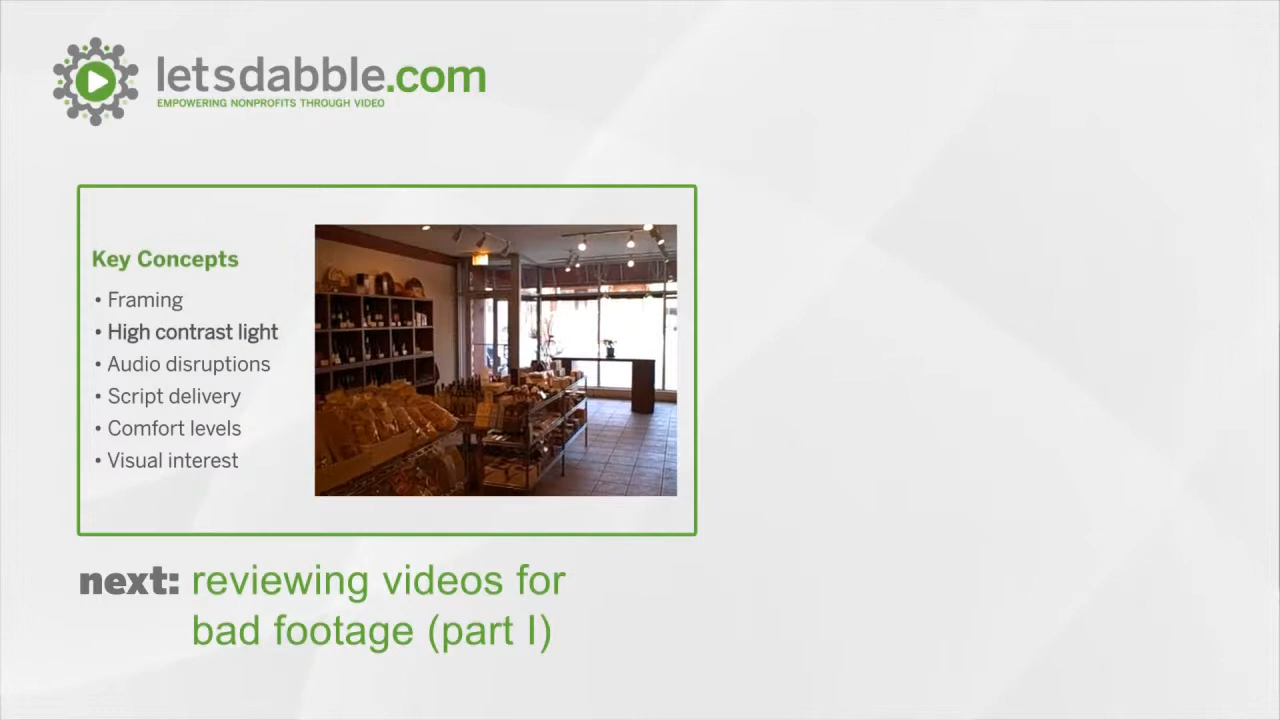 letsdabble.com
EMPOWERING NONPROFITS THROUGH VIDEO
Key Concepts
• Framing
• High contrast light
• Audio disruptions
• Script delivery
• Comfort levels
• Visual interest
next: reviewing videos for
bad footage (part I)